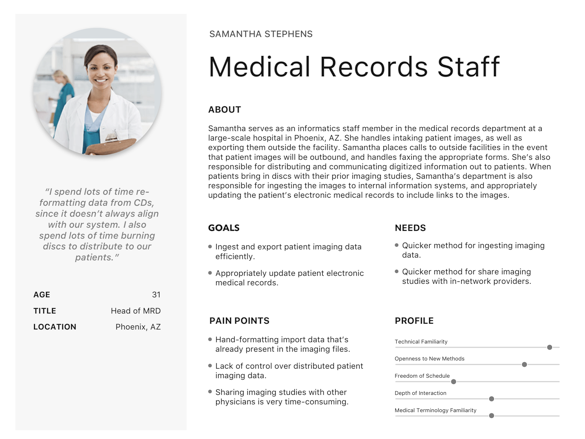 SAMANTHA STEPHENS
Medical Records Staff
ABOUT
Samantha serves as an informatics staff member in the medical records department at a
large-scale hospital in Phoenix, AZ. She handles intaking patient images, as well as
exporting them outside the facility. Samantha places calls to outside facilities in the event
that patient images will be outbound, and handles faxing the appropriate forms. She's also
responsible for distributing and communicating digitized information out to patients. When
patients bring in discs with their prior imaging studies, Samantha's department is also
responsible for ingesting the images to internal information systems, and appropriately
updating the patient's electronic medical records to include links to the images.
“I spend lots of time re-
formatting data from CDs,
since it doesn’t always align
with our system. I also
spend lots of time burning
discs to distribute to our
patients.”
AGE 31
TITLE Head of MRD
LOCATION Phoenix, AZ
GOALS
Ingest and export patient imaging data
efficiently.
Appropriately update patient electronic
medical records.
NEEDS
Quicker method for ingesting imaging
data.
Quicker method for share imaging
studies with in-network providers.
PAIN POINTS
Hand-formatting import data that’s
already present in the imaging files.
Lack of control over distributed patient
imaging data.
Sharing imaging studies with other
physicians is very time-consuming.
PROFILE
Technical Familiarity
Openness to New Methods
Freedom of Schedule
Depth of Interaction
Medical Terminology Familiarity